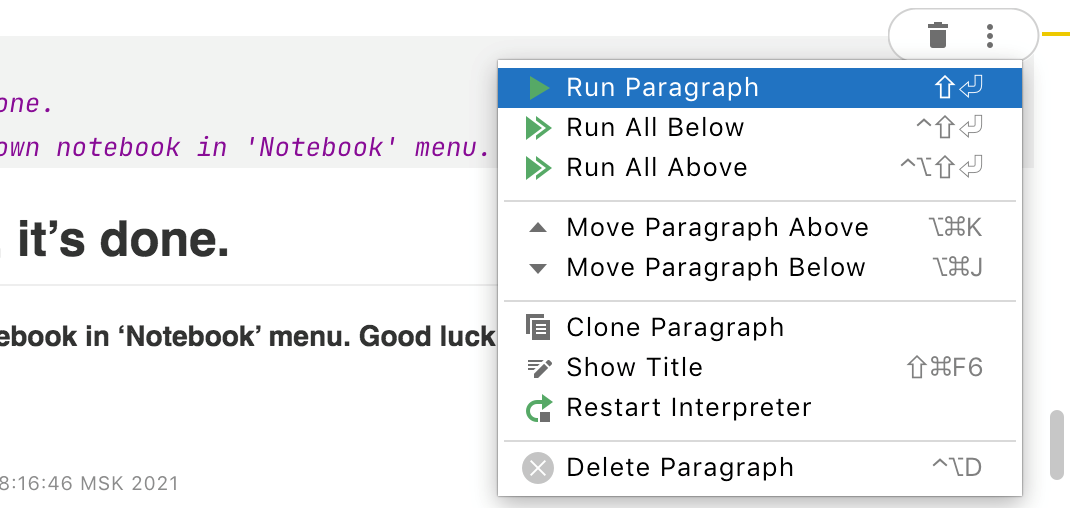 one.
own notebook in 'Notebook' menu.
it’s done.
ebook in ‘Notebook’ menu. Good luck
8:16:46 MSK 2021
Run Paragraph ⇧⏎
Run All Below ^⇧⏎
Run All Above ^⌥⇧⏎
Move Paragraph Above ⌥⌘K
Move Paragraph Below ⌥⌘J
Clone Paragraph
Show Title ⇧⌘F6
Restart Interpreter
Delete Paragraph ^⌥D